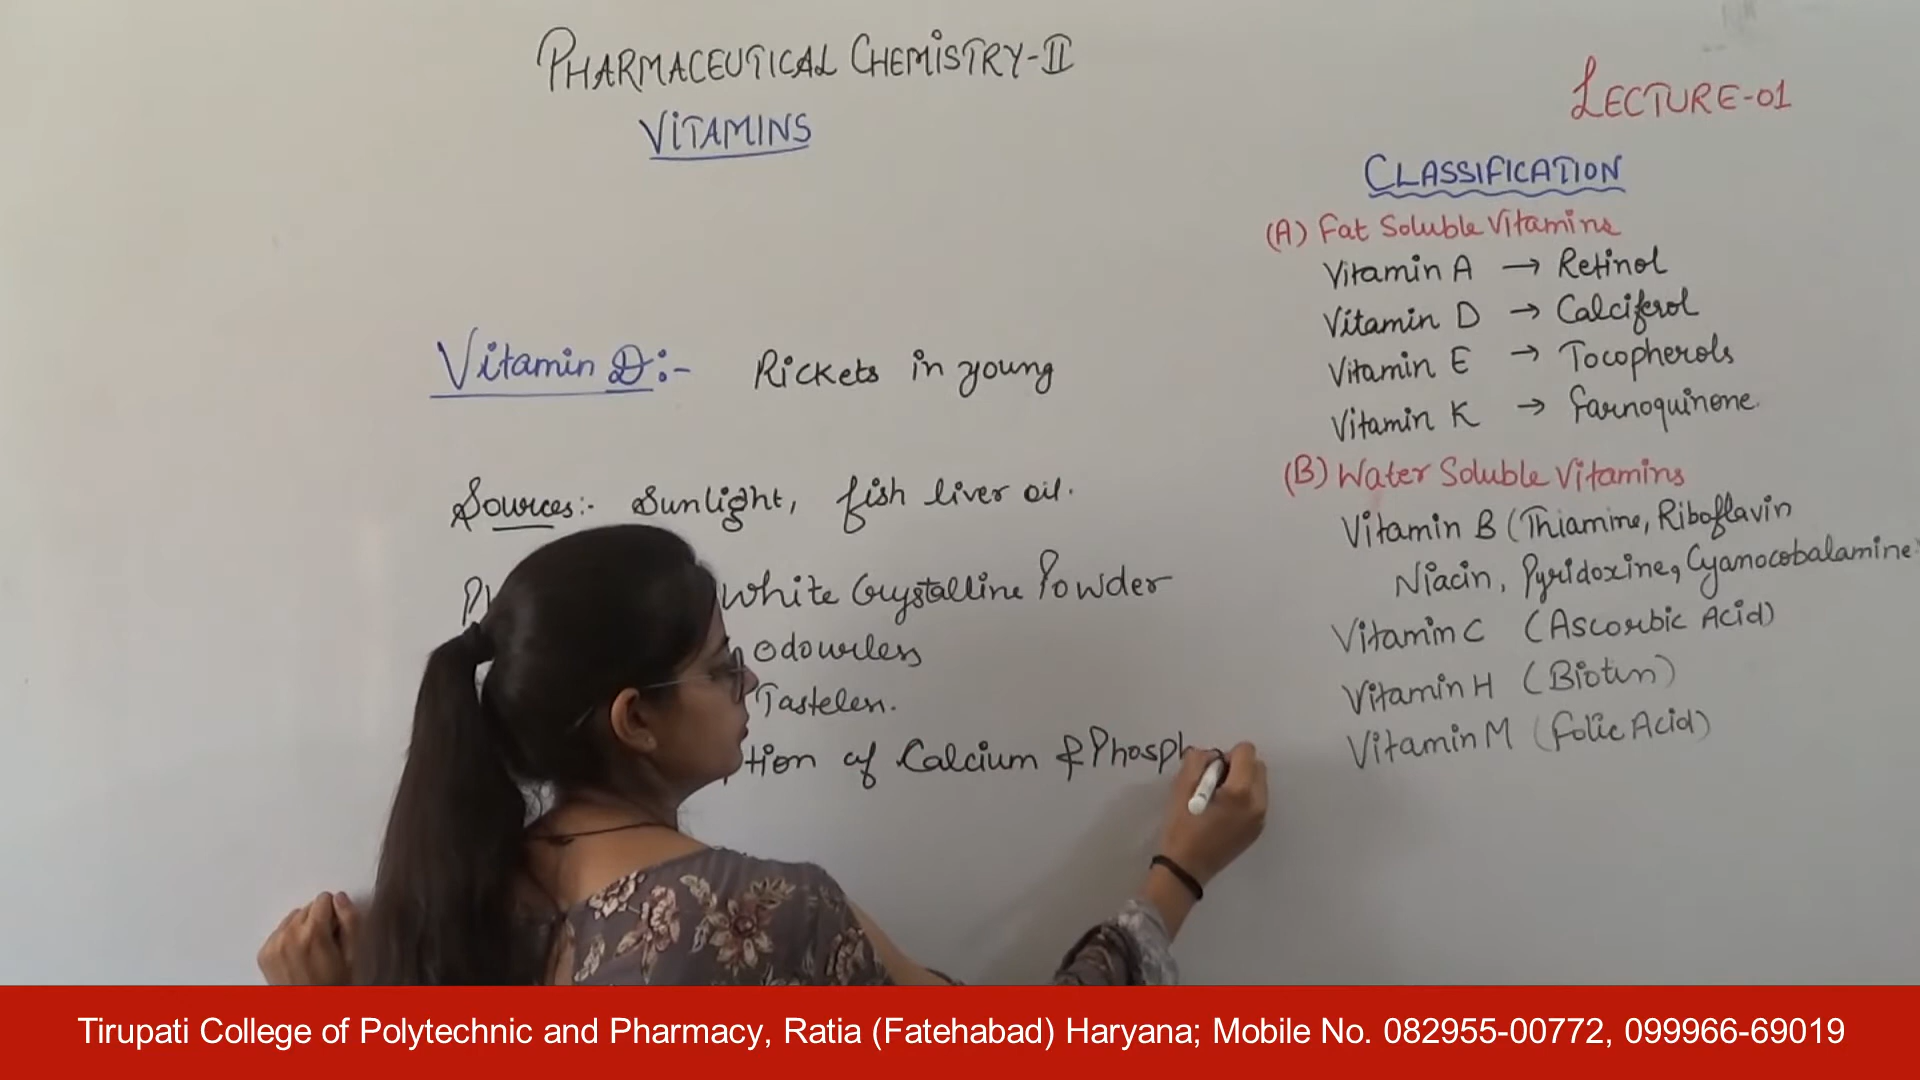 PHARMACEUTICAL CHEMISTRY-II
VITAMINS
LECTURE-01
Vitamin D:- Rickets in young
Sources:- Sunlight, fish liver oil.
White Crystalline Powder
odourless
Tasteless.
tion of Calcium & Phosph
CLASSIFICATION
(A) Fat Soluble Vitamins
Vitamin A → Retinol
Vitamin D → Calciferol
Vitamin E → Tocopherols
Vitamin K → Farnoquinone.
(B) Water Soluble Vitamins
Vitamin B (Thiamine, Riboflavin
Niacin, Pyridoxine, Cyanocobalamine
Vitamin C (Ascorbic Acid)
Vitamin H (Biotin)
Vitamin M (Folic Acid)
Tirupati College of Polytechnic and Pharmacy, Ratia (Fatehabad) Haryana; Mobile No. 082955-00772, 099966-69019